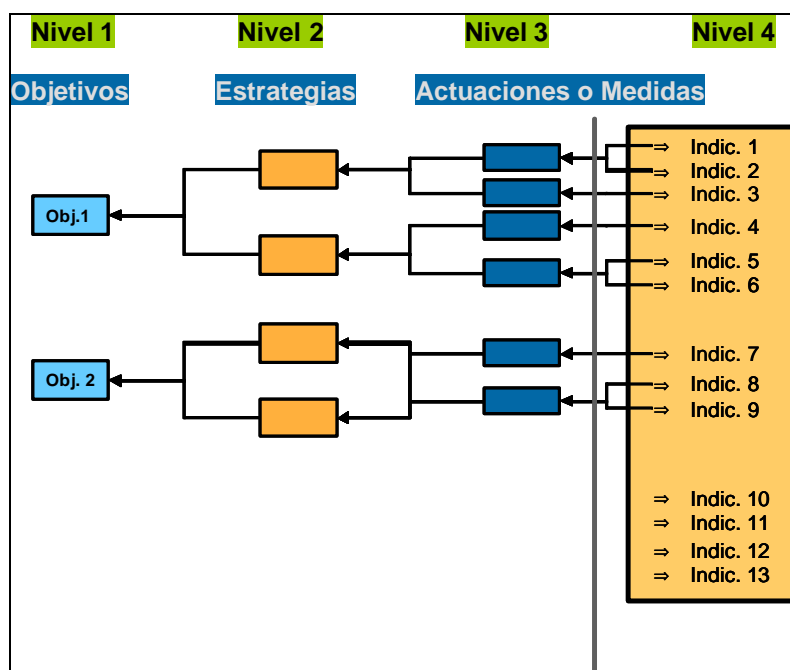 Nivel 1 Nivel 2 Nivel 3 Nivel 4
Objetivos Estrategias Actuaciones o Medidas
⇒ Indic. 1
⇒ Indic. 2
⇒ Indic. 3
Obj.1
⇒ Indic. 4
⇒ Indic. 5
⇒ Indic. 6
⇒ Indic. 7
Obj. 2
⇒ Indic. 8
⇒ Indic. 9
⇒ Indic. 10
⇒ Indic. 11
⇒ Indic. 12
⇒ Indic. 13